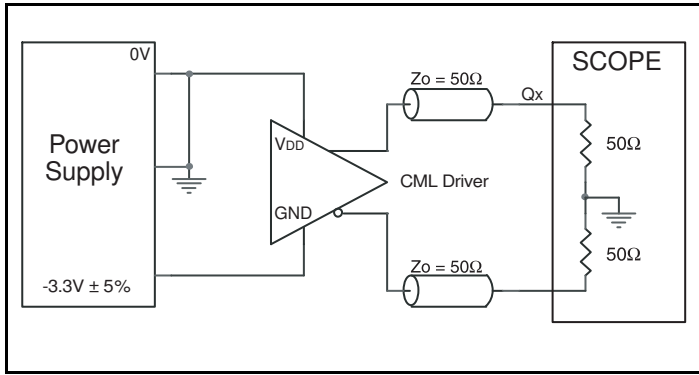 0V
SCOPE
Zo = 50Ω
Qx
Power
Supply
VDD
50Ω
CML Driver
GND
50Ω
Zo = 50Ω
-3.3V ± 5%